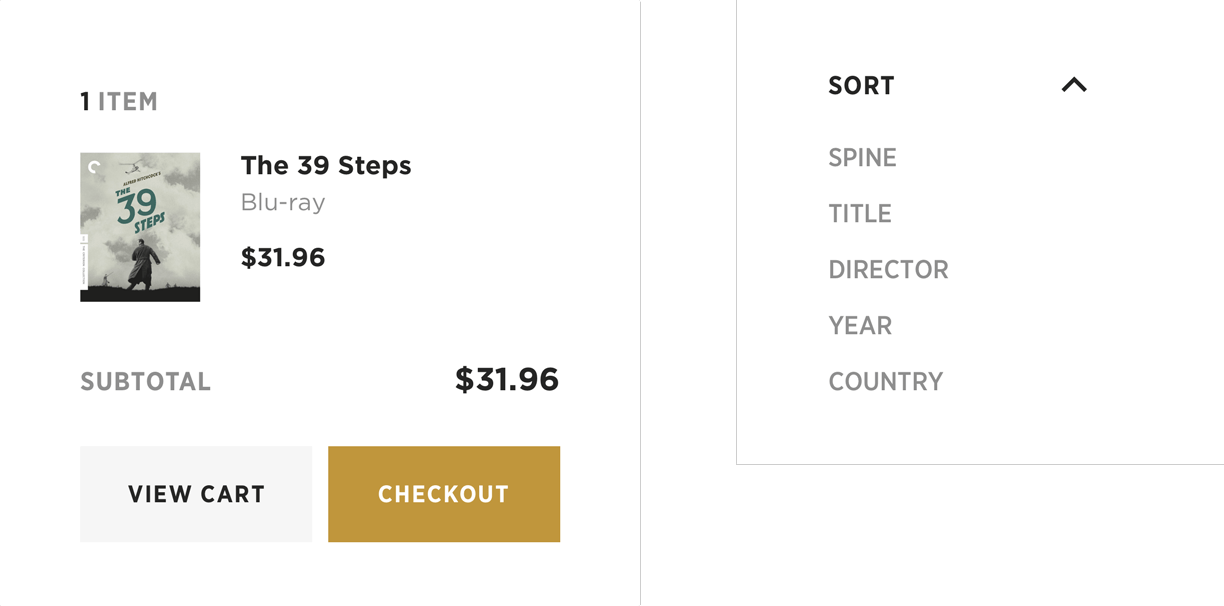 1 ITEM
ALFRED HITCHCOCK'S
THE
39
STEPS
The 39 Steps
Blu-ray
$31.96
SUBTOTAL
$31.96
VIEW CART
CHECKOUT
SORT
SPINE
TITLE
DIRECTOR
YEAR
COUNTRY